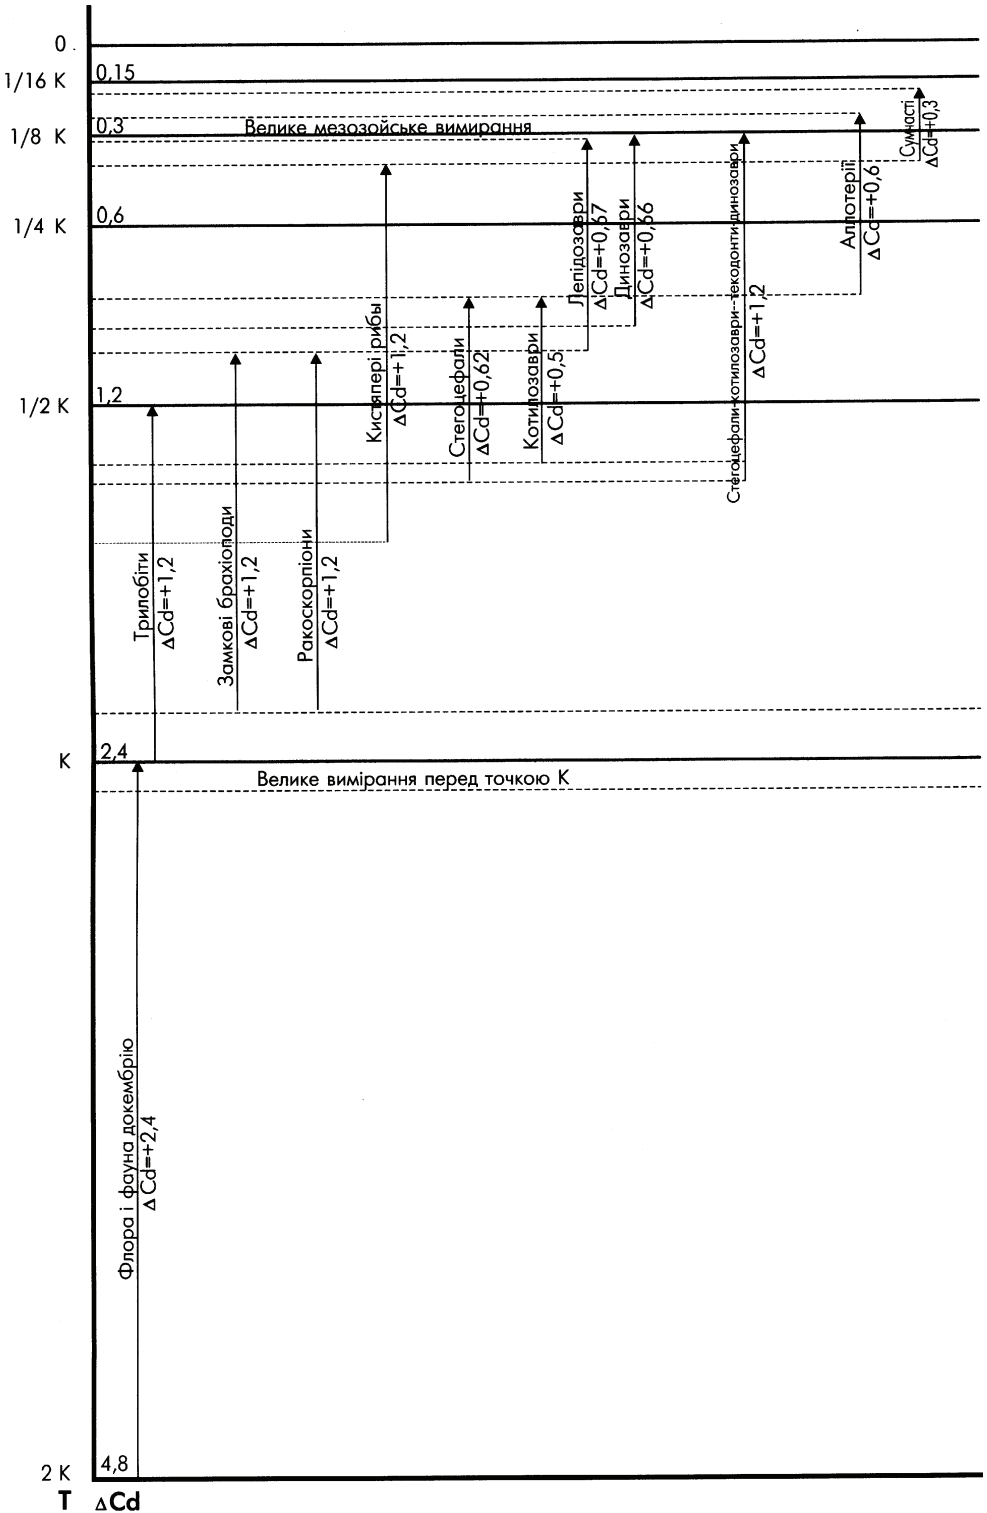 0
1/16 K
0,15
1/8 K
0,3
Велике мезозойське вимирання
1/4 K
0,6
1/2 K
1,2
Трилобіти
ΔCd=+1,2
Замкові брахіоподи
ΔCd=+1,2
Ракоскорпіони
ΔCd=+1,2
Кистяпері рибы
ΔCd=+1,2
Стегоцефали
ΔCd=+0,62
Котилозаври
ΔCd=+0,5
Лепідозаври
ΔCd=+0,67
Динозаври
ΔCd=+0,66
Стегоцефали-котилозаври--текодонти-динозаври
ΔCd=+1,2
Аллотерії
ΔCd=+0,6
Сумчасті
ΔCd=+0,3
K
2,4
Велике вимірання перед точкою К
Флора і фауна докембрію
ΔCd=+2,4
2 K
4,8
T ΔCd